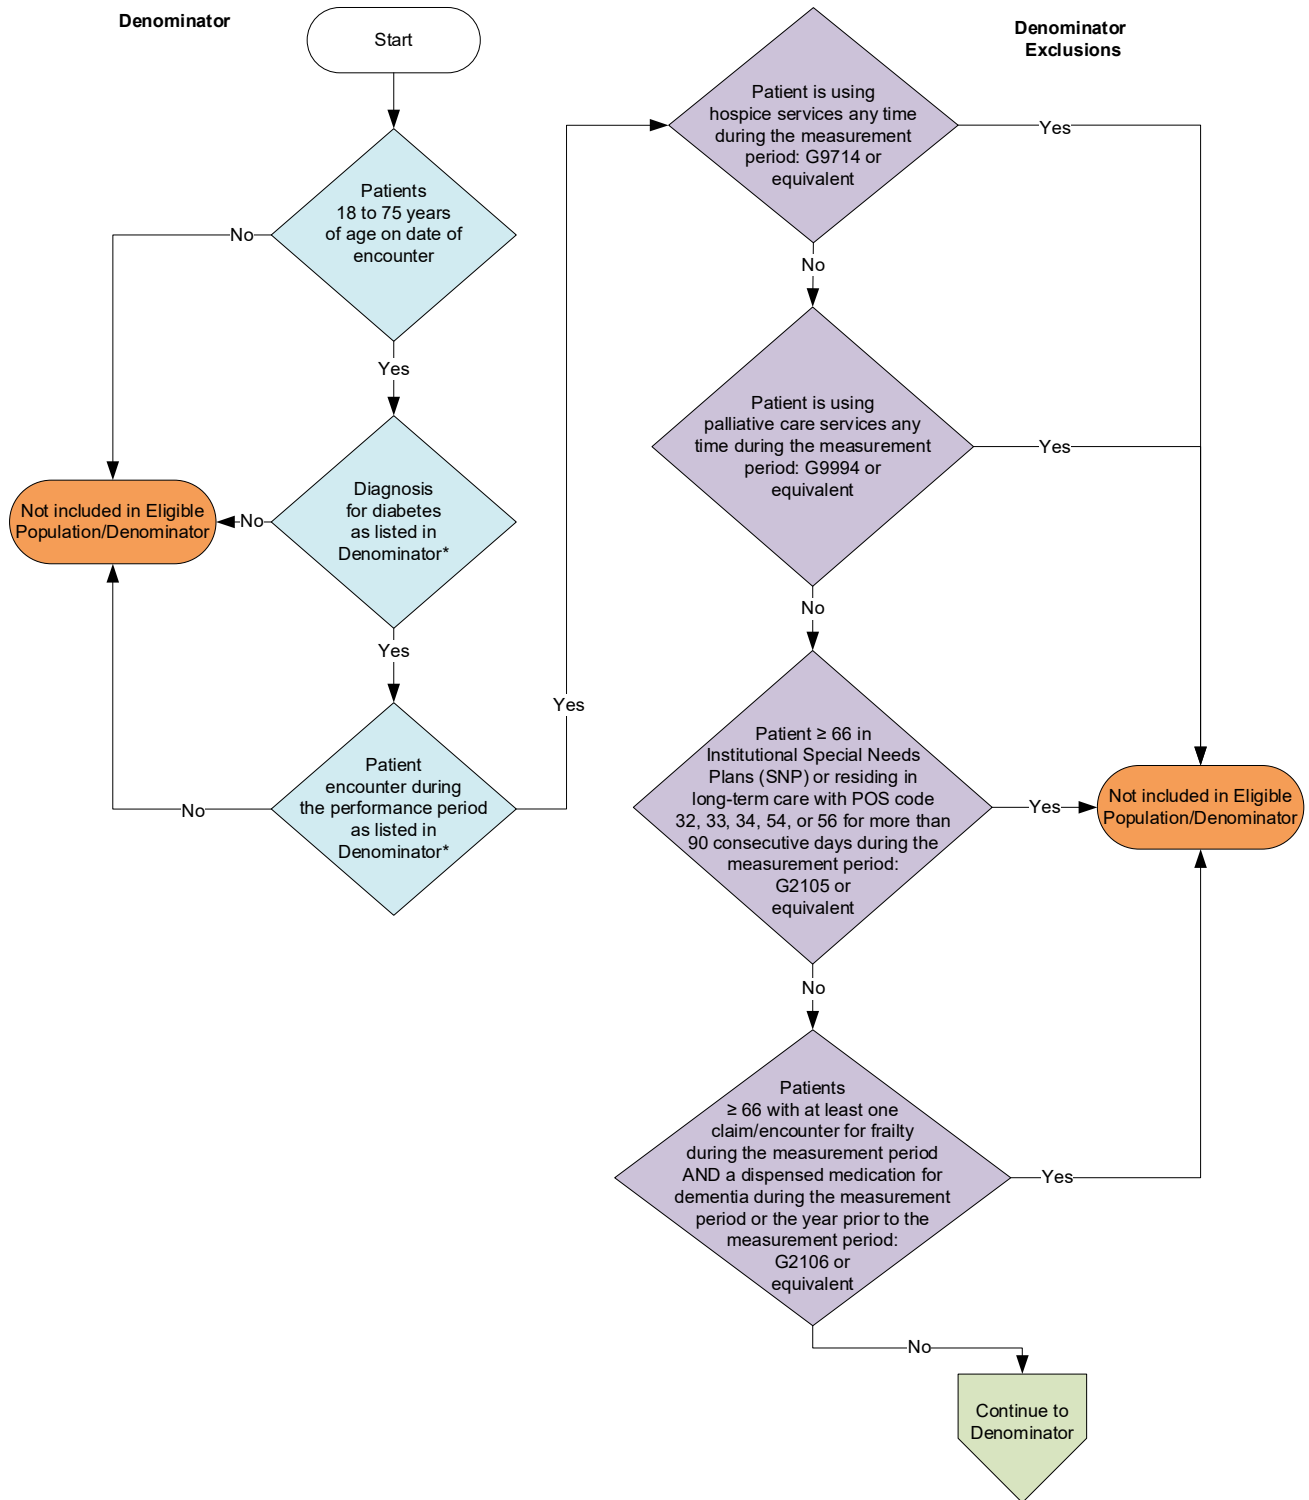 Denominator
Start
Patients
18 to 75 years
of age on date of
encounter
No
Yes
Diagnosis
for diabetes
as listed in
Denominator*
No
Not included in Eligible
Population/Denominator
Yes
Patient
encounter during
the performance period
as listed in
Denominator*
No
Yes
Denominator
Exclusions
Patient is using
hospice services any time
during the measurement
period: G9714 or
equivalent
Yes
No
Patient is using
palliative care services any
time during the measurement
period: G9994 or
equivalent
Yes
No
Patient ≥ 66 in
Institutional Special Needs
Plans (SNP) or residing in
long-term care with POS code
32, 33, 34, 54, or 56 for more than
90 consecutive days during the
measurement period:
G2105 or
equivalent
Yes
Not included in Eligible
Population/Denominator
No
Patients
≥ 66 with at least one
claim/encounter for frailty
during the measurement period
AND a dispensed medication for
dementia during the measurement
period or the year prior to the
measurement period:
G2106 or
equivalent
Yes
No
Continue to
Denominator